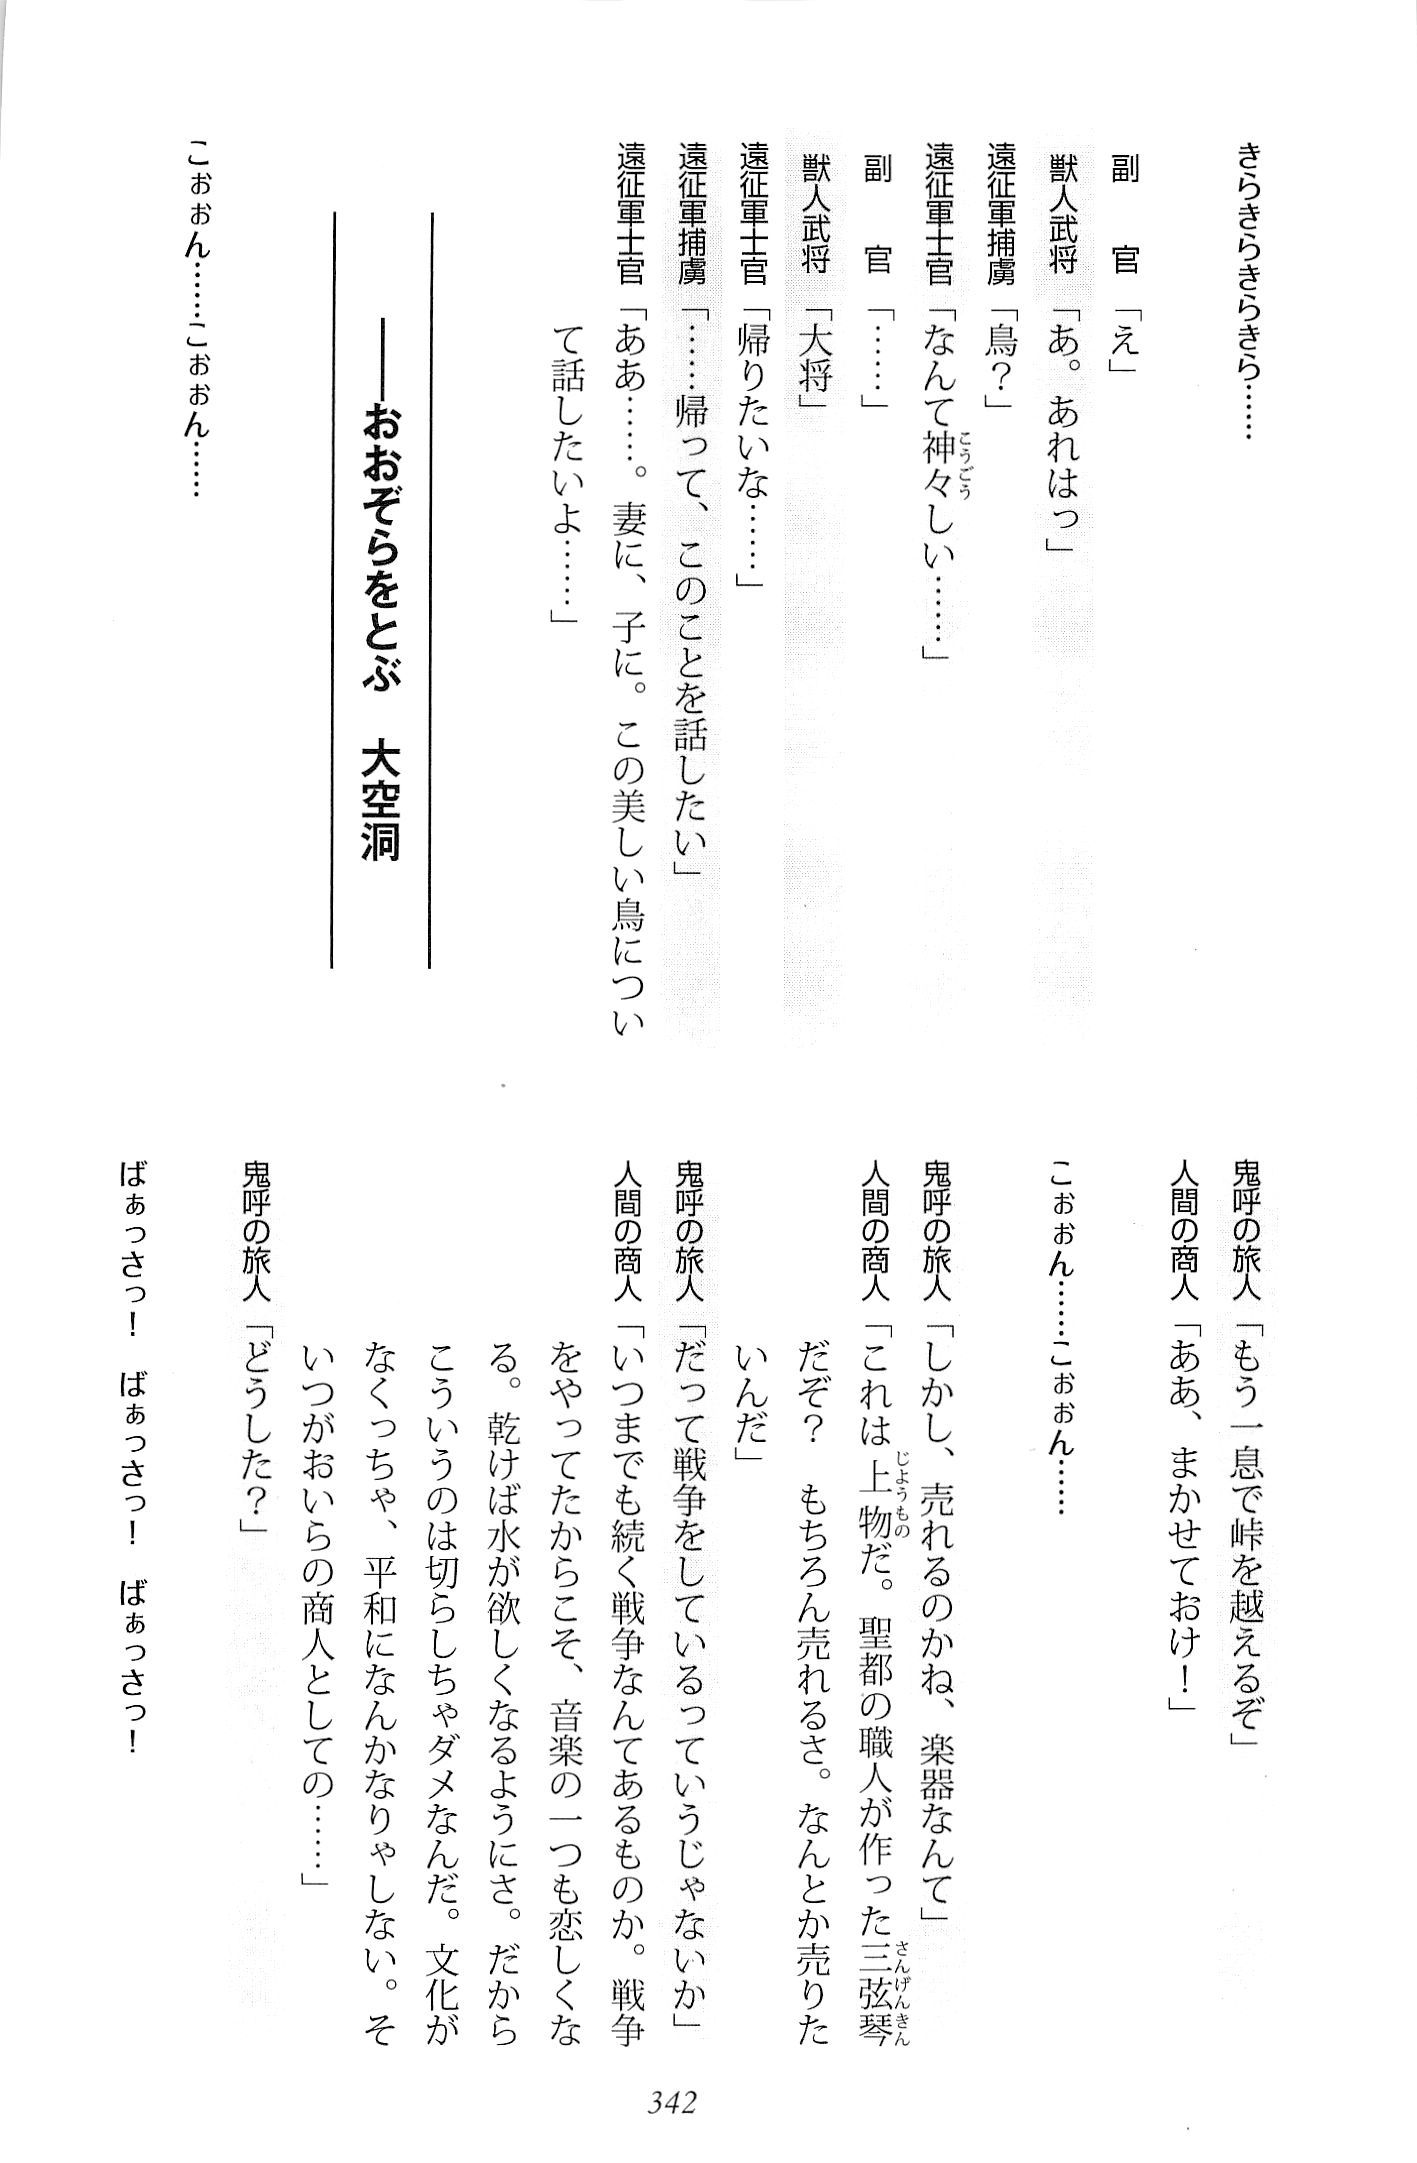 きらきらきらきら……
副　官「え」
獣人武将「あ。あれはっ」
遠征軍捕虜「鳥？」
遠征軍士官「なんて神々しい……」
副　官「……」
獣人武将「大将」
遠征軍士官「帰りたいな……」
遠征軍捕虜「……帰って、このことを話したい」
遠征軍士官「ああ……。妻に、子に。この美しい鳥につい
て話したいよ……」
――おおぞらをとぶ　大空洞
こぉぉん……こぉぉん……
鬼呼の旅人「もう一息で峠を越えるぞ」
人間の商人「ああ、まかせておけ！」
こぉぉん……こぉぉん……
鬼呼の旅人「しかし、売れるのかね、楽器なんて」
人間の商人「これは上物だ。聖都の職人が作った三弦琴
だぞ？　もちろん売れるさ。なんとか売りた
いんだ」
鬼呼の旅人「だって戦争をしているっていうじゃないか」
人間の商人「いつまでも続く戦争なんてあるものか。戦争
をやってたからこそ、音楽の一つも恋しくな
る。乾けば水が欲しくなるようにさ。だから
こういうのは切らしちゃダメなんだ。文化が
なくっちゃ、平和になんかなりゃしない。そ
いつがおいらの商人としての……」
鬼呼の旅人「どうした？」
ばぁっさっ！　ばぁっさっ！　ばぁっさっ！
342